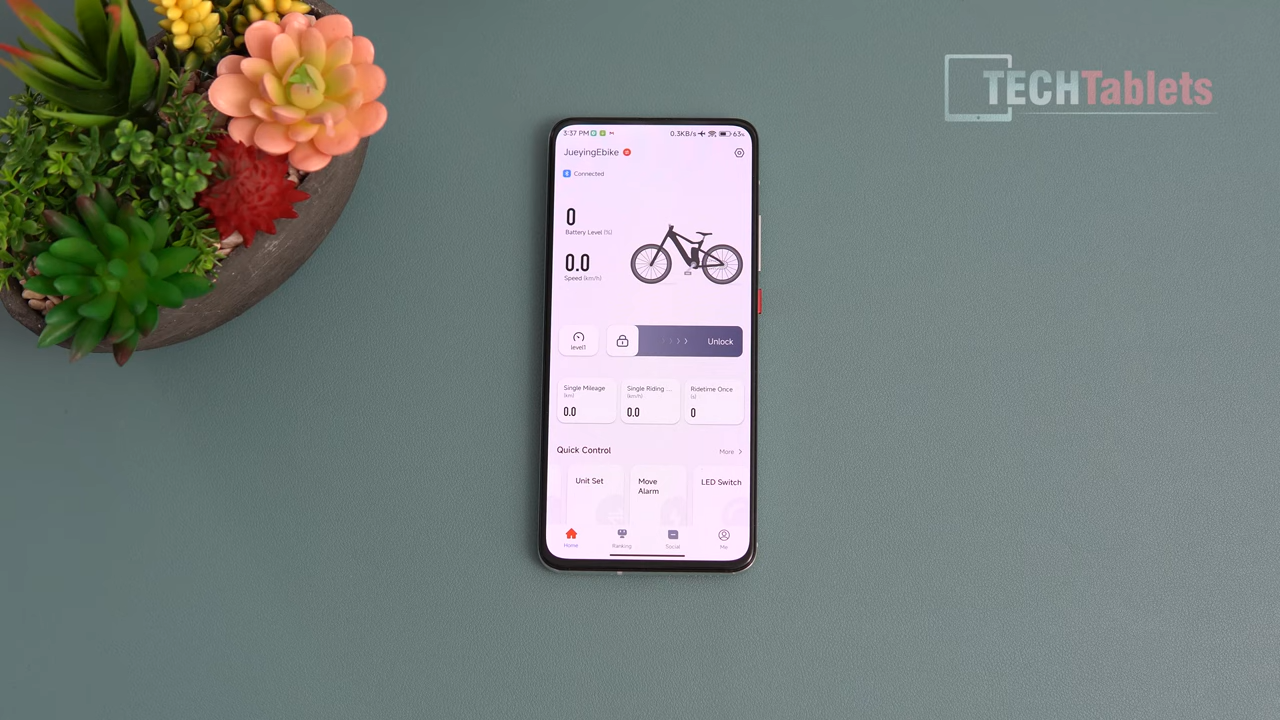 TECHTablets
3:37 PM
0.3KB/s
63%
JueyingEbike
Connected
0
Battery Level (%)
0.0
Speed (km/h)
level1
Unlock
Single Mileage
(km)
0.0
Single Riding ...
(km/h)
0.0
Ridetime Once
(s)
0
Quick Control
More
Unit Set
Move
Alarm
LED Switch
Home
Ranking
Social
Me